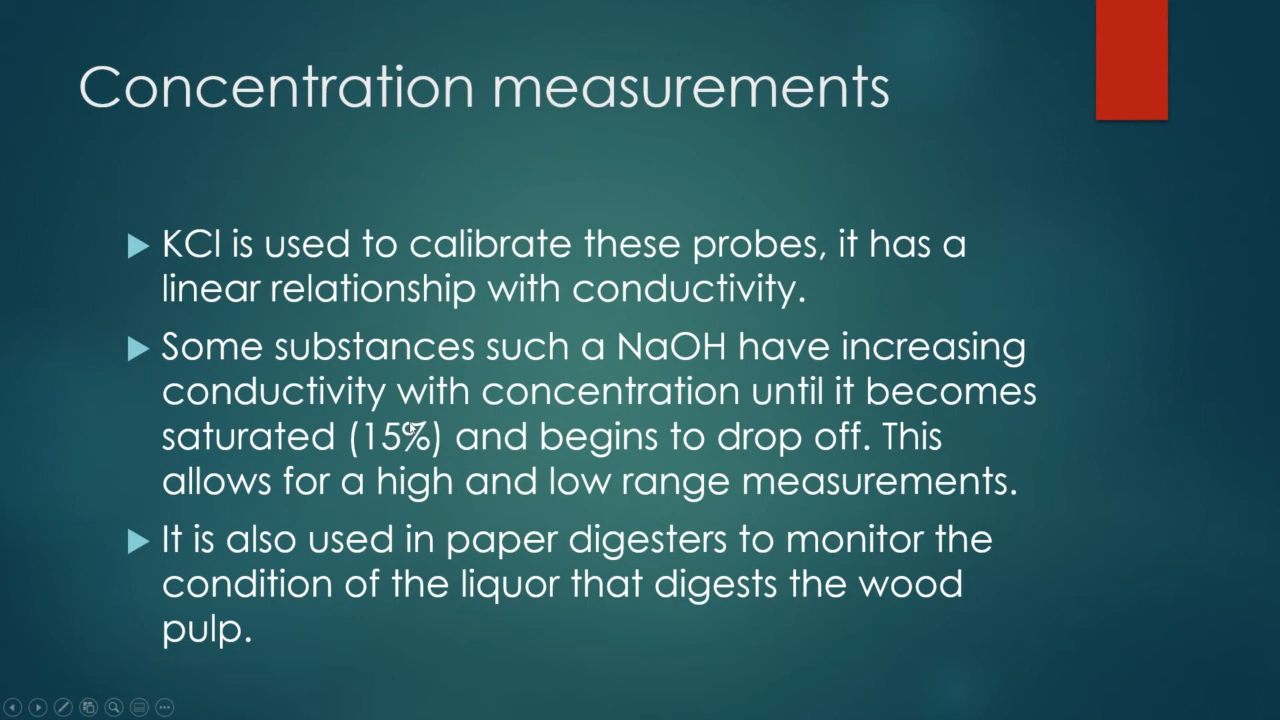 Concentration measurements
KCl is used to calibrate these probes, it has a
linear relationship with conductivity.
Some substances such a NaOH have increasing
conductivity with concentration until it becomes
saturated (15%) and begins to drop off. This
allows for a high and low range measurements.
It is also used in paper digesters to monitor the
condition of the liquor that digests the wood
pulp.